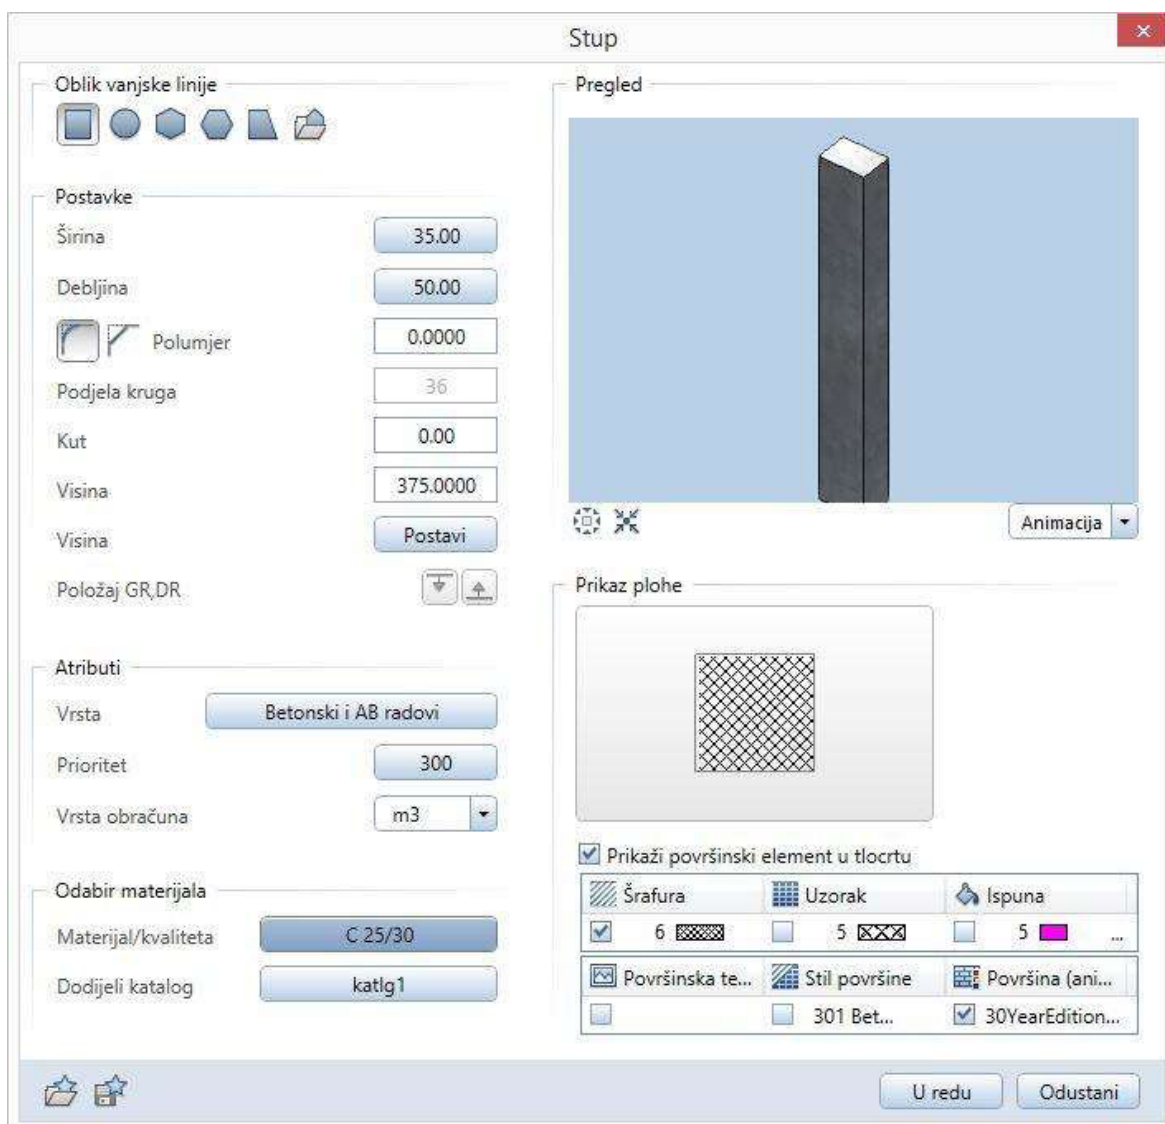 Stup
Oblik vanjske linije
Postavke
Širina 35.00
Debljina 50.00
Polumjer 0.0000
Podjela kruga 36
Kut 0.00
Visina 375.0000
Visina Postavi
Položaj GR,DR
Atributi
Vrsta Betonski i AB radovi
Prioritet 300
Vrsta obračuna m3
Odabir materijala
Materijal/kvaliteta C 25/30
Dodijeli katalog katlg1
Pregled
Animacija
Prikaz plohe
Prikaži površinski element u tlocrtu
Šrafura Uzorak Ispuna
6 5 5 ...
Površinska te... Stil površine Površina (ani...
301 Bet... 30YearEdition...
U redu Odustani